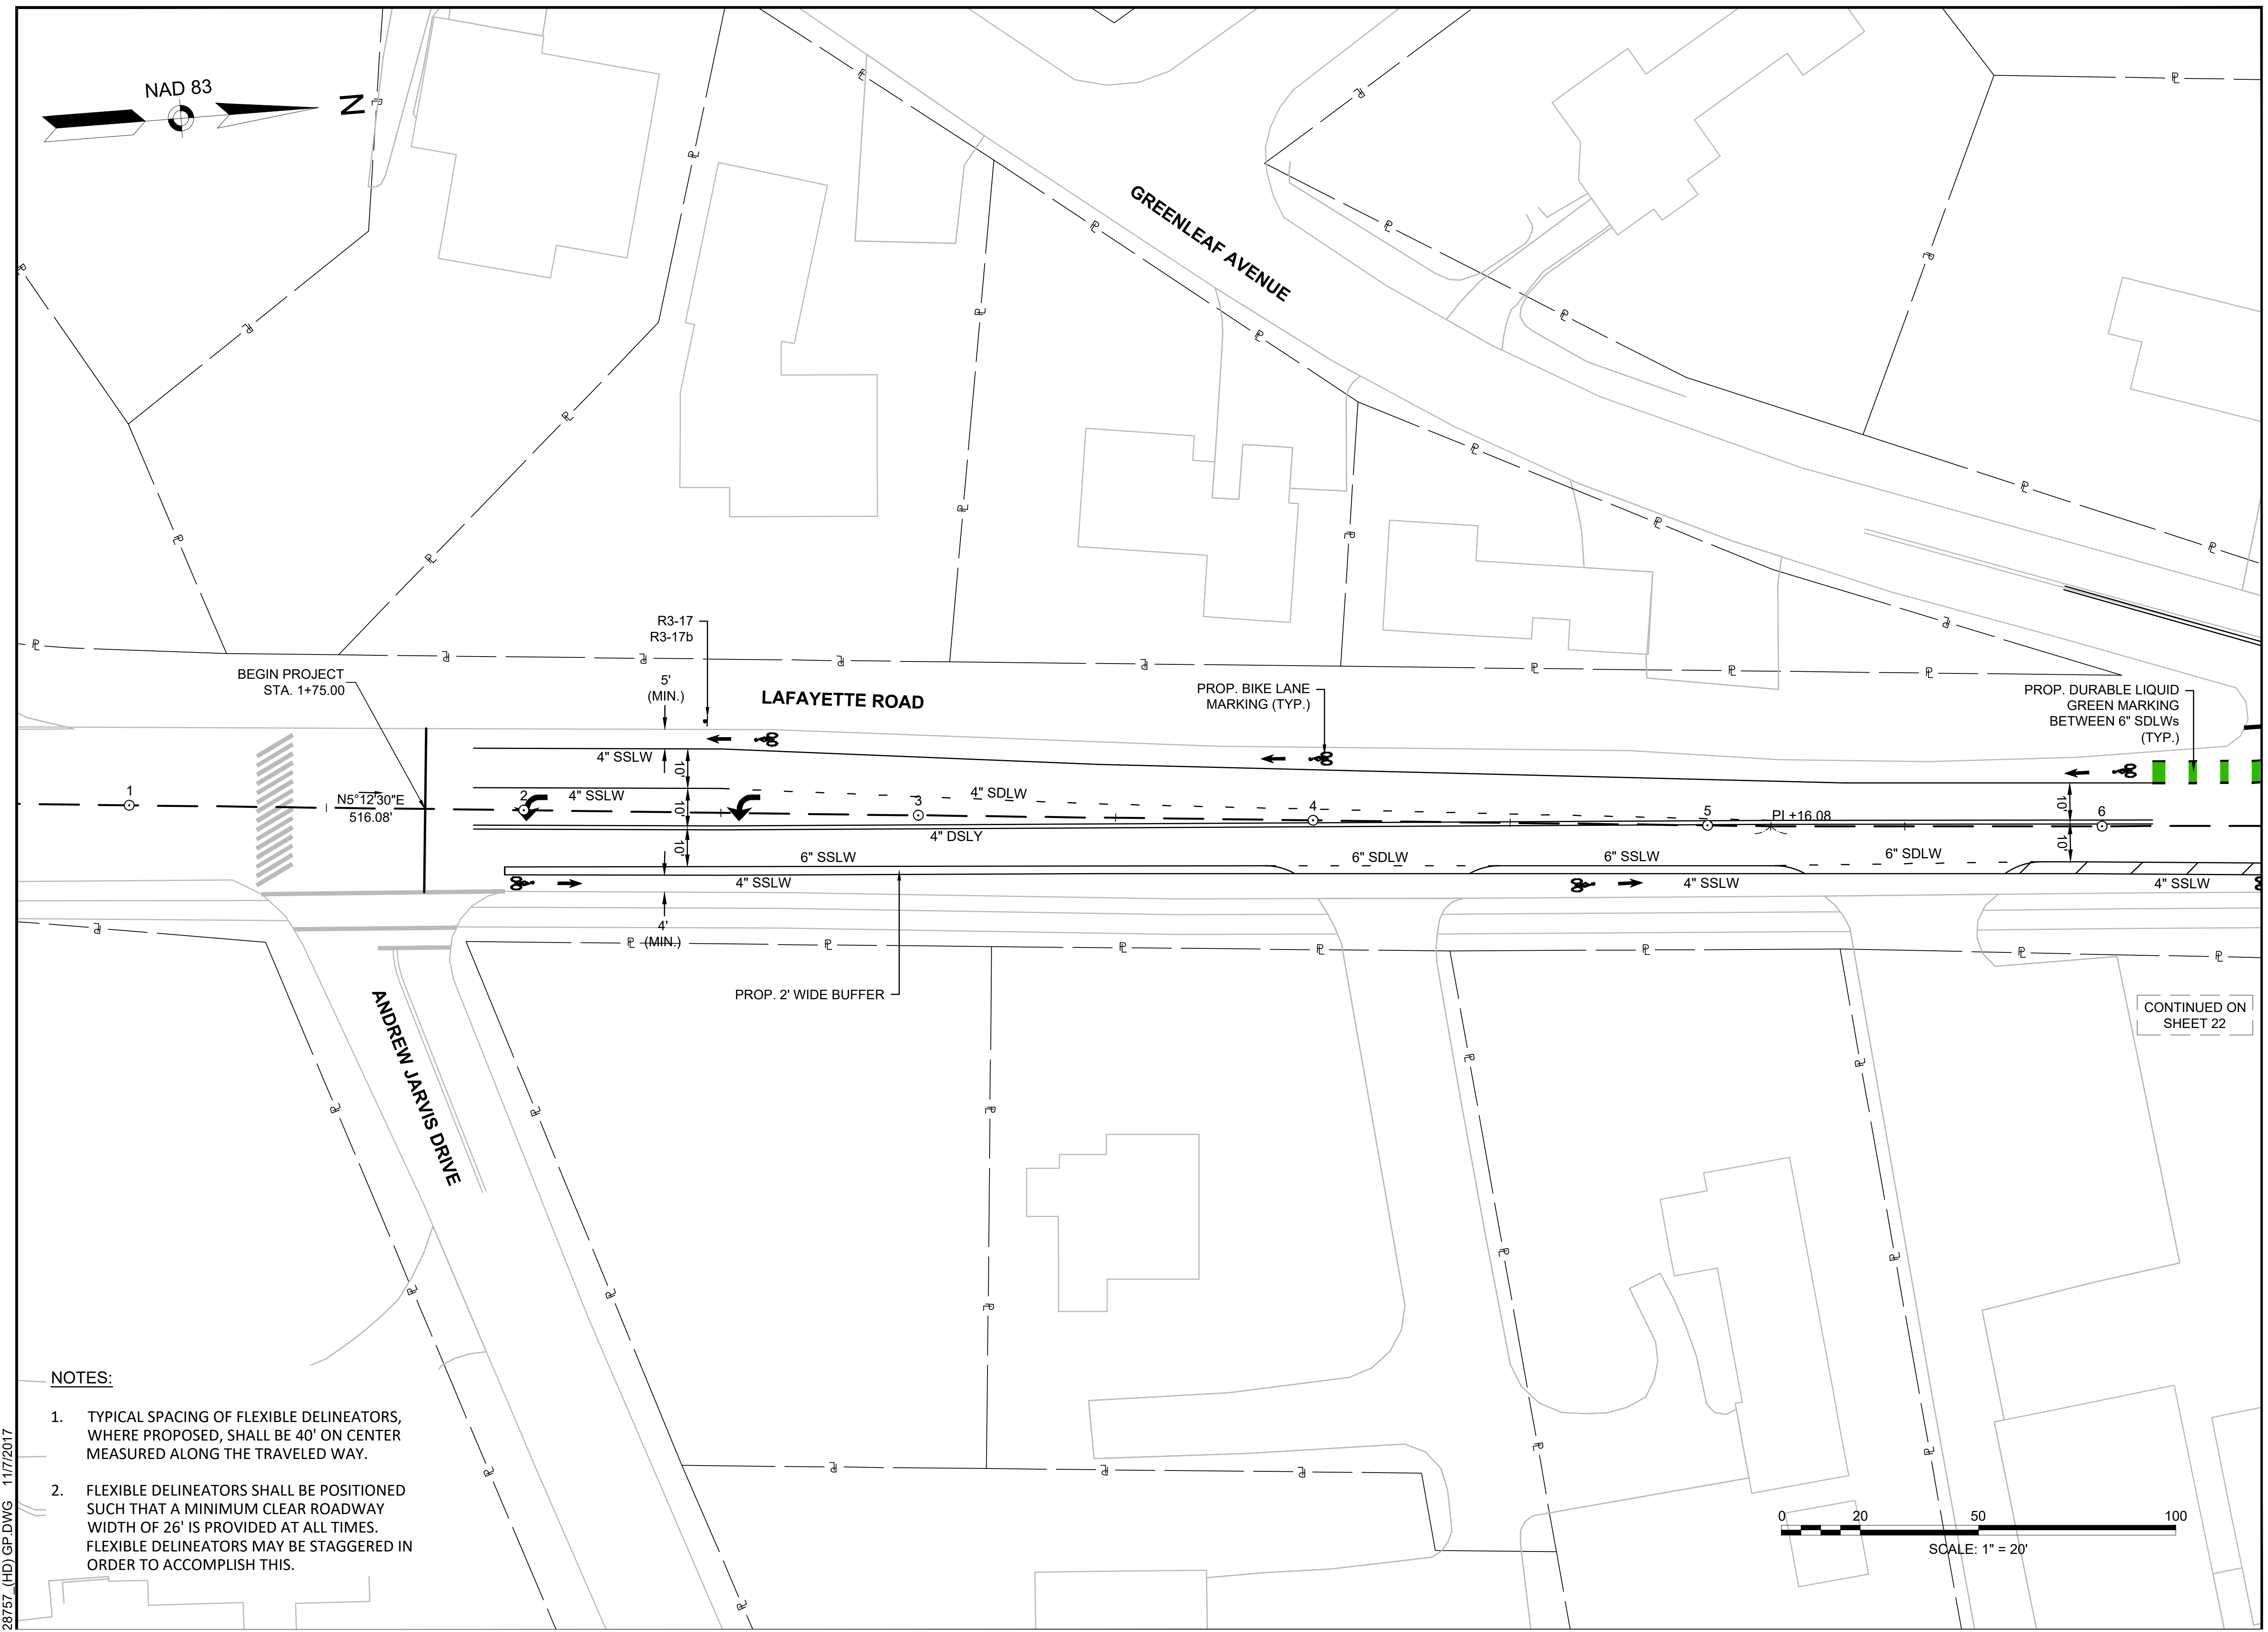 NAD 83
N
GREENLEAF AVENUE
R3-17
R3-17b
BEGIN PROJECT
STA. 1+75.00
5'
(MIN.)
LAFAYETTE ROAD
PROP. BIKE LANE
MARKING (TYP.)
PROP. DURABLE LIQUID
GREEN MARKING
BETWEEN 6" SDLWs
(TYP.)
4" SSLW
10'
1
N5°12'30"E
516.08'
2
4" SSLW
10'
3
4" SDLW
4
5
PI +16.08
10'
6
4" DSLY
10'
10'
6" SSLW
6" SDLW
6" SSLW
6" SDLW
4" SSLW
4" SSLW
4" SSLW
4'
(MIN.)
PROP. 2' WIDE BUFFER
ANDREW JARVIS DRIVE
CONTINUED ON
SHEET 22
NOTES:
1. TYPICAL SPACING OF FLEXIBLE DELINEATORS,
WHERE PROPOSED, SHALL BE 40' ON CENTER
MEASURED ALONG THE TRAVELED WAY.
2. FLEXIBLE DELINEATORS SHALL BE POSITIONED
SUCH THAT A MINIMUM CLEAR ROADWAY
WIDTH OF 26' IS PROVIDED AT ALL TIMES.
FLEXIBLE DELINEATORS MAY BE STAGGERED IN
ORDER TO ACCOMPLISH THIS.
0 20 50 100
SCALE: 1" = 20'
28757_(HD) GP.DWG 11/7/2017